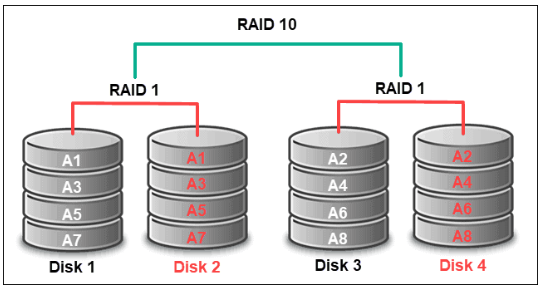 RAID 10
RAID 1 RAID 1
A1 A1 A2 A2
A3 A3 A4 A4
A5 A5 A6 A6
A7 A7 A8 A8
Disk 1 Disk 2 Disk 3 Disk 4